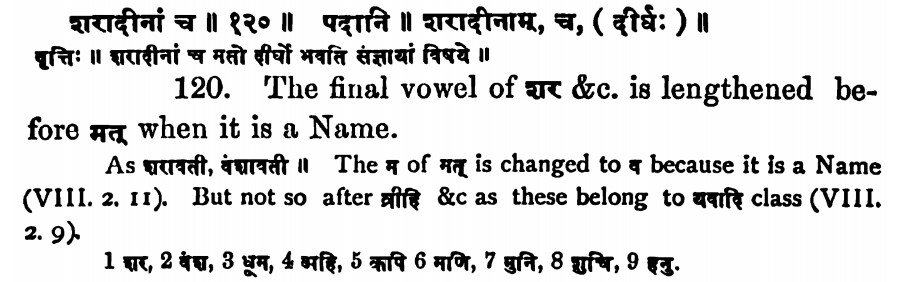 शरादीनां च ॥ १२० ॥ पदानि ॥ शरादीनाम्, च, ( दीर्घः ) ॥
वृत्तिः ॥ शरादीनां च मतो दीर्घो भवति संज्ञायां विषये ॥
120. The final vowel of शर &c. is lengthened be-
fore मत् when it is a Name.
As शरावती, वंशावती ॥ The म of मत् is changed to व because it is a Name
(VIII. 2. 11). But not so after व्रीहि &c as these belong to यवादि class (VIII.
2. 9).
1 शर, 2 वंश, 3 धूम, 4 अहि, 5 कपि 6 मणि, 7 मुनि, 8 शुचि, 9 हनु.